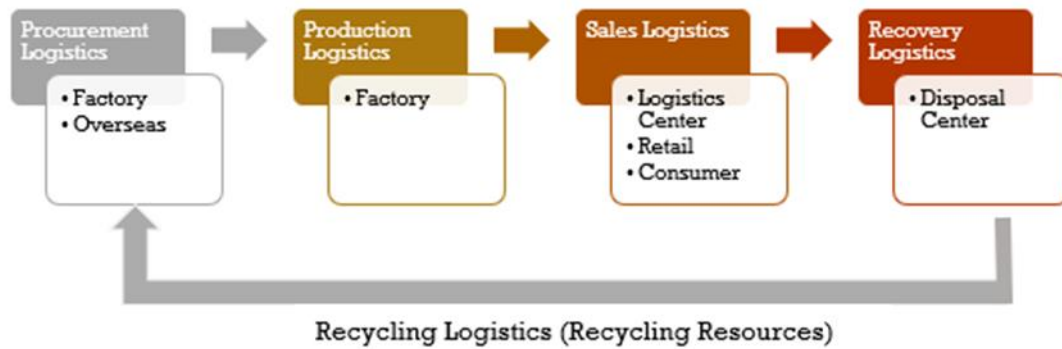 Procurement
Logistics
• Factory
• Overseas
Production
Logistics
• Factory
Sales Logistics
• Logistics
Center
• Retail
• Consumer
Recovery
Logistics
• Disposal
Center
Recycling Logistics (Recycling Resources)